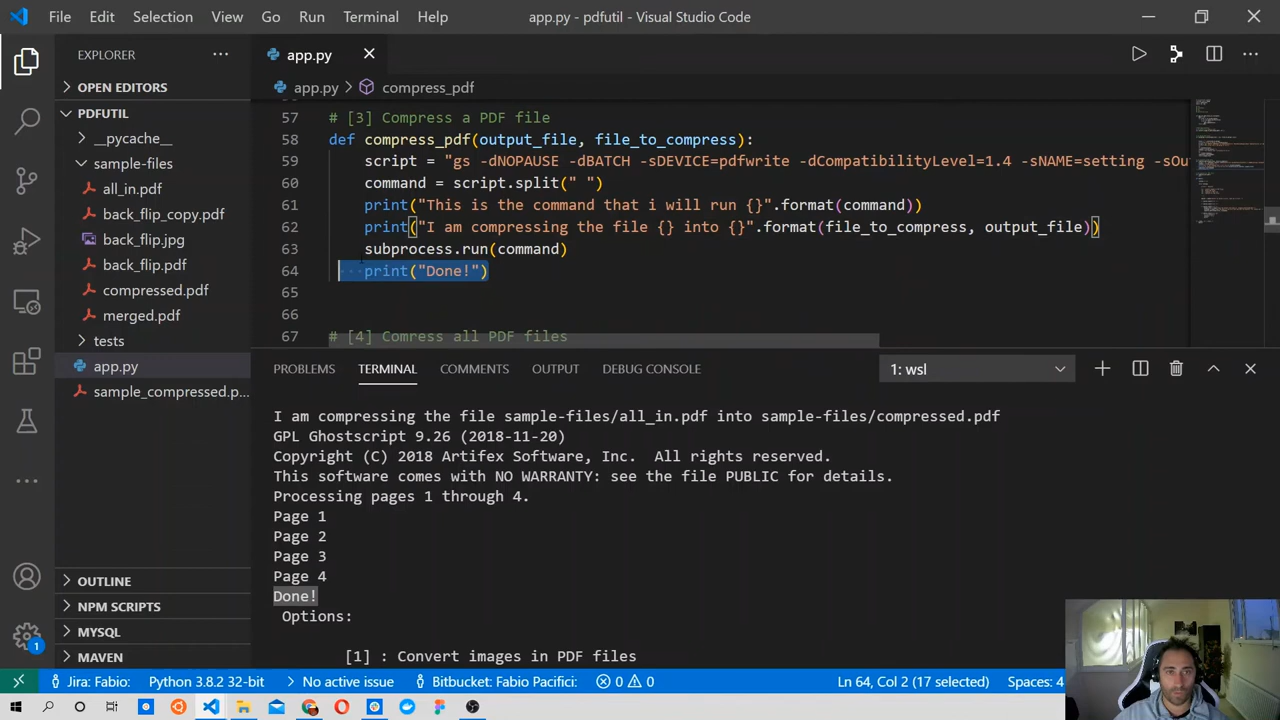 File Edit Selection View Go Run Terminal Help app.py - pdfutil - Visual Studio Code
EXPLORER
app.py
OPEN EDITORS
app.py > compress_pdf
PDFUTIL
__pycache__
sample-files
all_in.pdf
back_flip_copy.pdf
back_flip.jpg
back_flip.pdf
compressed.pdf
merged.pdf
tests
app.py
sample_compressed.p...
OUTLINE
NPM SCRIPTS
MYSQL
MAVEN
57 # [3] Compress a PDF file
58 def compress_pdf(output_file, file_to_compress):
59 script = "gs -dNOPAUSE -dBATCH -sDEVICE=pdfwrite -dCompatibilityLevel=1.4 -sNAME=setting -sOu
60 command = script.split(" ")
61 print("This is the command that i will run {}".format(command))
62 print("I am compressing the file {} into {}".format(file_to_compress, output_file))
63 subprocess.run(command)
64 print("Done!")
65
67 # [4] Comress all PDF files
PROBLEMS TERMINAL COMMENTS OUTPUT DEBUG CONSOLE 1: wsl
I am compressing the file sample-files/all_in.pdf into sample-files/compressed.pdf
GPL Ghostscript 9.26 (2018-11-20)
Copyright (C) 2018 Artifex Software, Inc.  All rights reserved.
This software comes with NO WARRANTY: see the file PUBLIC for details.
Processing pages 1 through 4.
Page 1
Page 2
Page 3
Page 4
Done!
Options:
[1] : Convert images in PDF files
1
Jira: Fabio: Python 3.8.2 32-bit No active issue Bitbucket: Fabio Pacifici: 0 0 Ln 64, Col 2 (17 selected) Spaces: 4